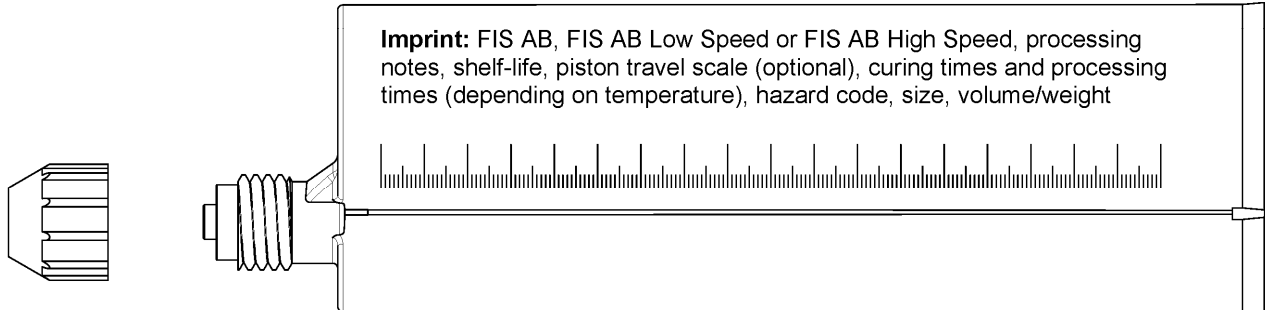 Imprint: FIS AB, FIS AB Low Speed or FIS AB High Speed, processing
notes, shelf-life, piston travel scale (optional), curing times and processing
times (depending on temperature), hazard code, size, volume/weight